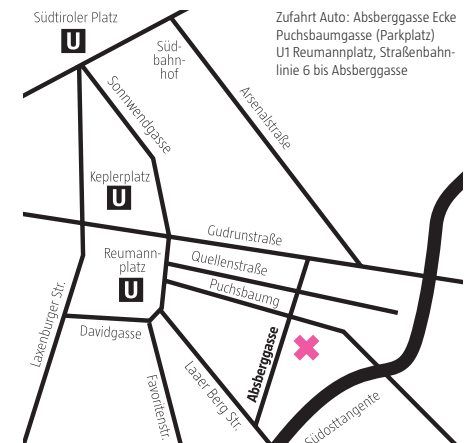 Südtiroler Platz
U
Süd-
bahn-
hof
Zufahrt Auto: Absberggasse Ecke
Puchsbaumgasse (Parkplatz)
U1 Reumannplatz, Straßenbahn-
linie 6 bis Absberggasse
Sonnwendgasse
Arsenalstraße
Keplerplatz
U
Gudrunstraße
Reumann-
platz
U
Quellenstraße
Puchsbaumg
Laxenburger Str.
Davidgasse
Favoritenstr.
Laaer Berg Str.
Absberggasse
Südosttangente